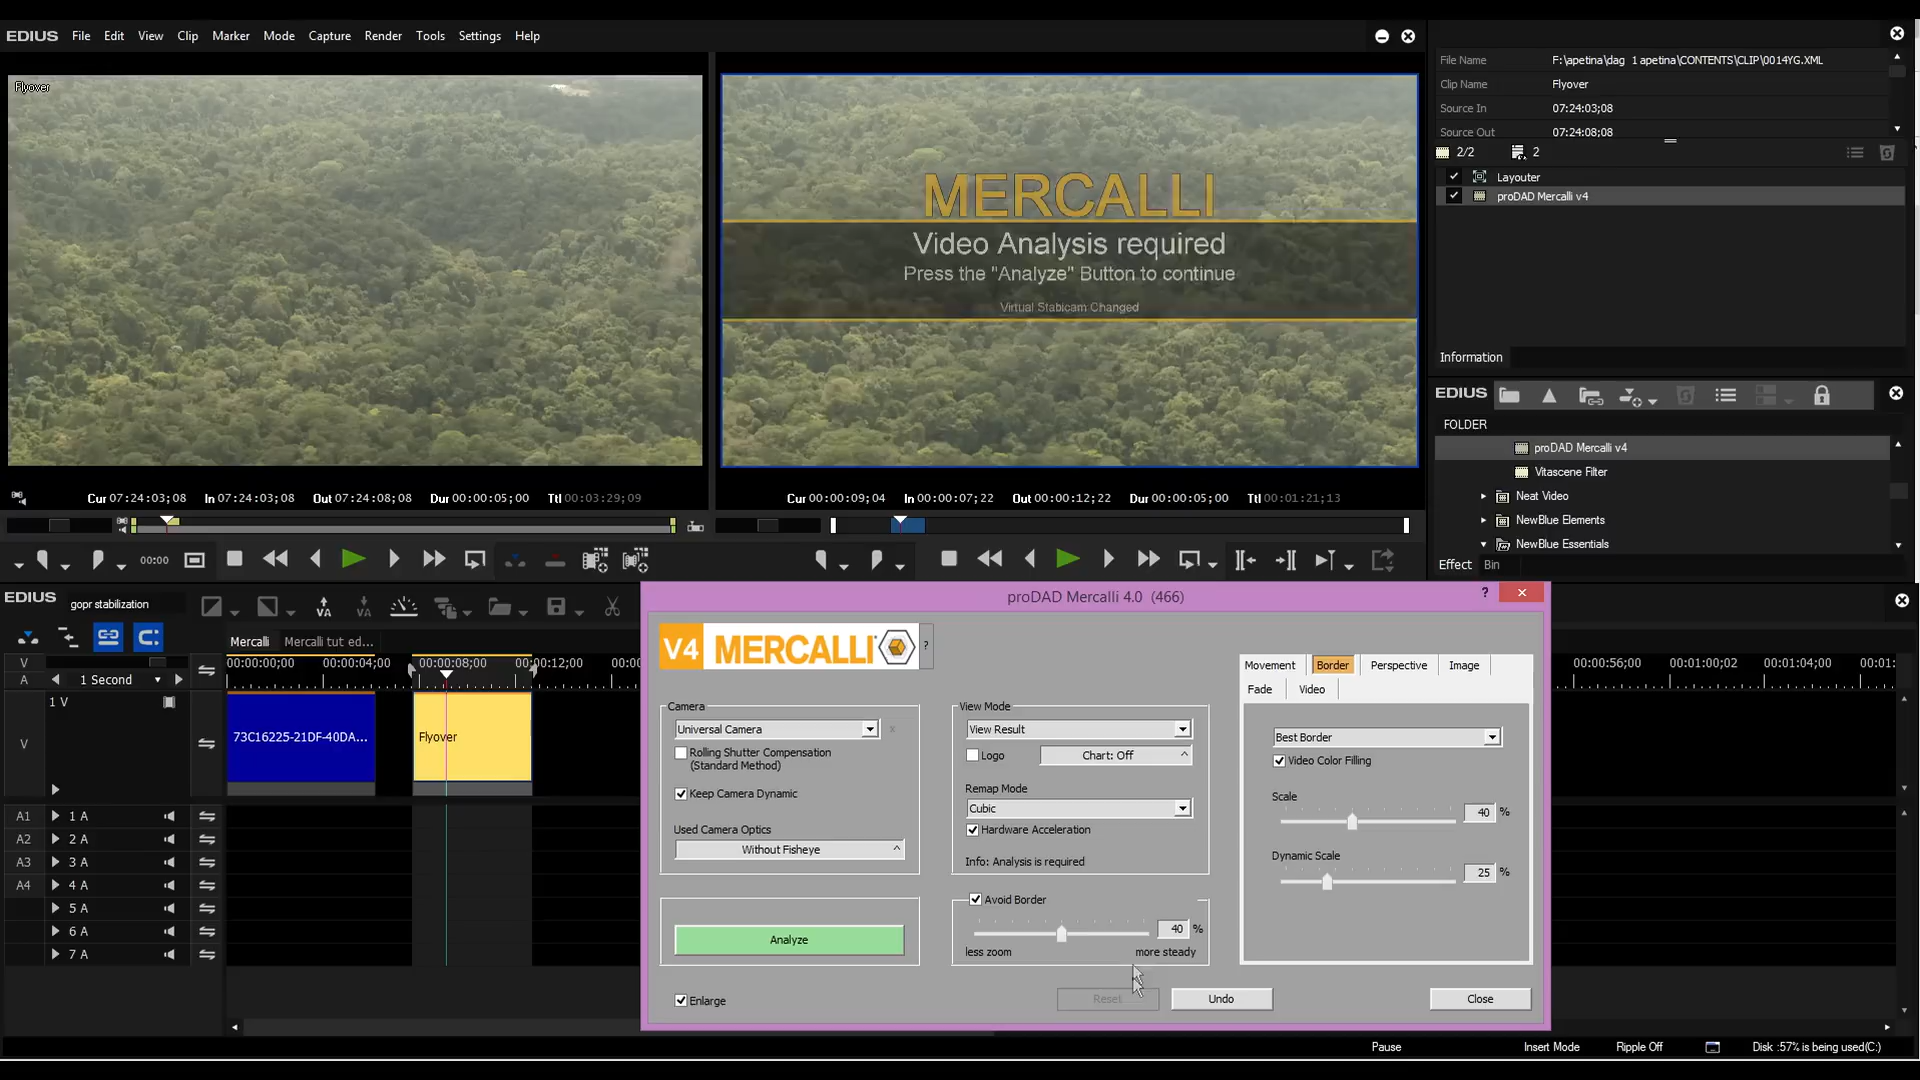 EDIUS File Edit View Clip Marker Mode Capture Render Tools Settings Help
Flyover
MERCALLI
Video Analysis required
Press the "Analyze" Button to continue
Virtual Stabicam Changed
Cur 07:24:03;08 In 07:24:03;08 Out 07:24:08;08 Dur 00:00:05;00 Ttl 00:03:29;09
Cur 00:00:09;04 In 00:00:07;22 Out 00:00:12;22 Dur 00:00:05;00 Ttl 00:01:21;13
00:00
File Name F:\apetina\dag 1 apetina\CONTENTS\CLIP\0014YG.XML
Clip Name Flyover
Source In 07:24:03;08
Source Out 07:24:08;08
2/2 2
Layouter
proDAD Mercalli v4
Information
EDIUS
FOLDER
proDAD Mercalli v4
Vitascene Filter
Neat Video
NewBlue Elements
NewBlue Essentials
Effect Bin
EDIUS gopr stabilization
Mercalli Mercalli tut ed...
V
A
1 Second
00:00:00;00 00:00:04;00 00:00:08;00 00:00:12;00 00:0
00:00:56;00 00:01:00;02 00:01:04;00 00:01:
1 V
V
73C16225-21DF-40DA...
Flyover
A1 1 A
A2 2 A
A3 3 A
A4 4 A
5 A
6 A
7 A
proDAD Mercalli 4.0 (466)
?
V4 MERCALLI
?
Camera
Universal Camera
x
Rolling Shutter Compensation
(Standard Method)
Keep Camera Dynamic
Used Camera Optics
Without Fisheye
Analyze
Enlarge
View Mode
View Result
Logo Chart: Off
Remap Mode
Cubic
Hardware Acceleration
Info: Analysis is required
Avoid Border
40 %
less zoom more steady
Reset Undo Close
Movement Border Perspective Image
Fade Video
Best Border
Video Color Filling
Scale
40 %
Dynamic Scale
25 %
Pause Insert Mode Ripple Off Disk :57% is being used(C:)